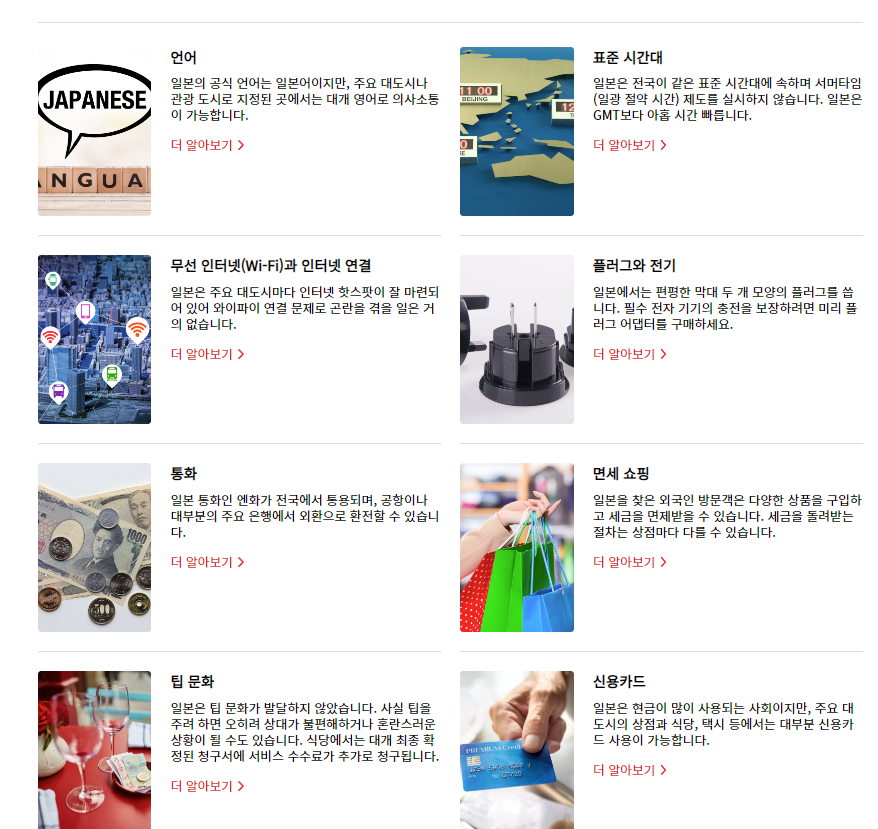 JAPANESE
ANGUA
언어
일본의 공식 언어는 일본어이지만, 주요 대도시나
관광 도시로 지정된 곳에서는 대개 영어로 의사소통
이 가능합니다.
더 알아보기
11 00
BEIJING
12
표준 시간대
일본은 전국이 같은 표준 시간대에 속하며 서머타임
(일광 절약 시간) 제도를 실시하지 않습니다. 일본은
GMT보다 아홉 시간 빠릅니다.
더 알아보기
무선 인터넷(Wi-Fi)과 인터넷 연결
일본은 주요 대도시마다 인터넷 핫스팟이 잘 마련되
어 있어 와이파이 연결 문제로 곤란을 겪을 일은 거
의 없습니다.
더 알아보기
플러그와 전기
일본에서는 편평한 막대 두 개 모양의 플러그를 씁
니다. 필수 전자 기기의 충전을 보장하려면 미리 플
러그 어댑터를 구매하세요.
더 알아보기
1000
500
통화
일본 통화인 엔화가 전국에서 통용되며, 공항이나
대부분의 주요 은행에서 외환으로 환전할 수 있습니
다.
더 알아보기
면세 쇼핑
일본을 찾은 외국인 방문객은 다양한 상품을 구입하
고 세금을 면제받을 수 있습니다. 세금을 돌려받는
절차는 상점마다 다를 수 있습니다.
더 알아보기
팁 문화
일본은 팁 문화가 발달하지 않았습니다. 사실 팁을
주려 하면 오히려 상대가 불편해하거나 혼란스러운
상황이 될 수도 있습니다. 식당에서는 대개 최종 확
정된 청구서에 서비스 수수료가 추가로 청구됩니다.
더 알아보기
PREMIUM Credit
신용카드
일본은 현금이 많이 사용되는 사회이지만, 주요 대
도시의 상점과 식당, 택시 등에서는 대부분 신용카
드 사용이 가능합니다.
더 알아보기